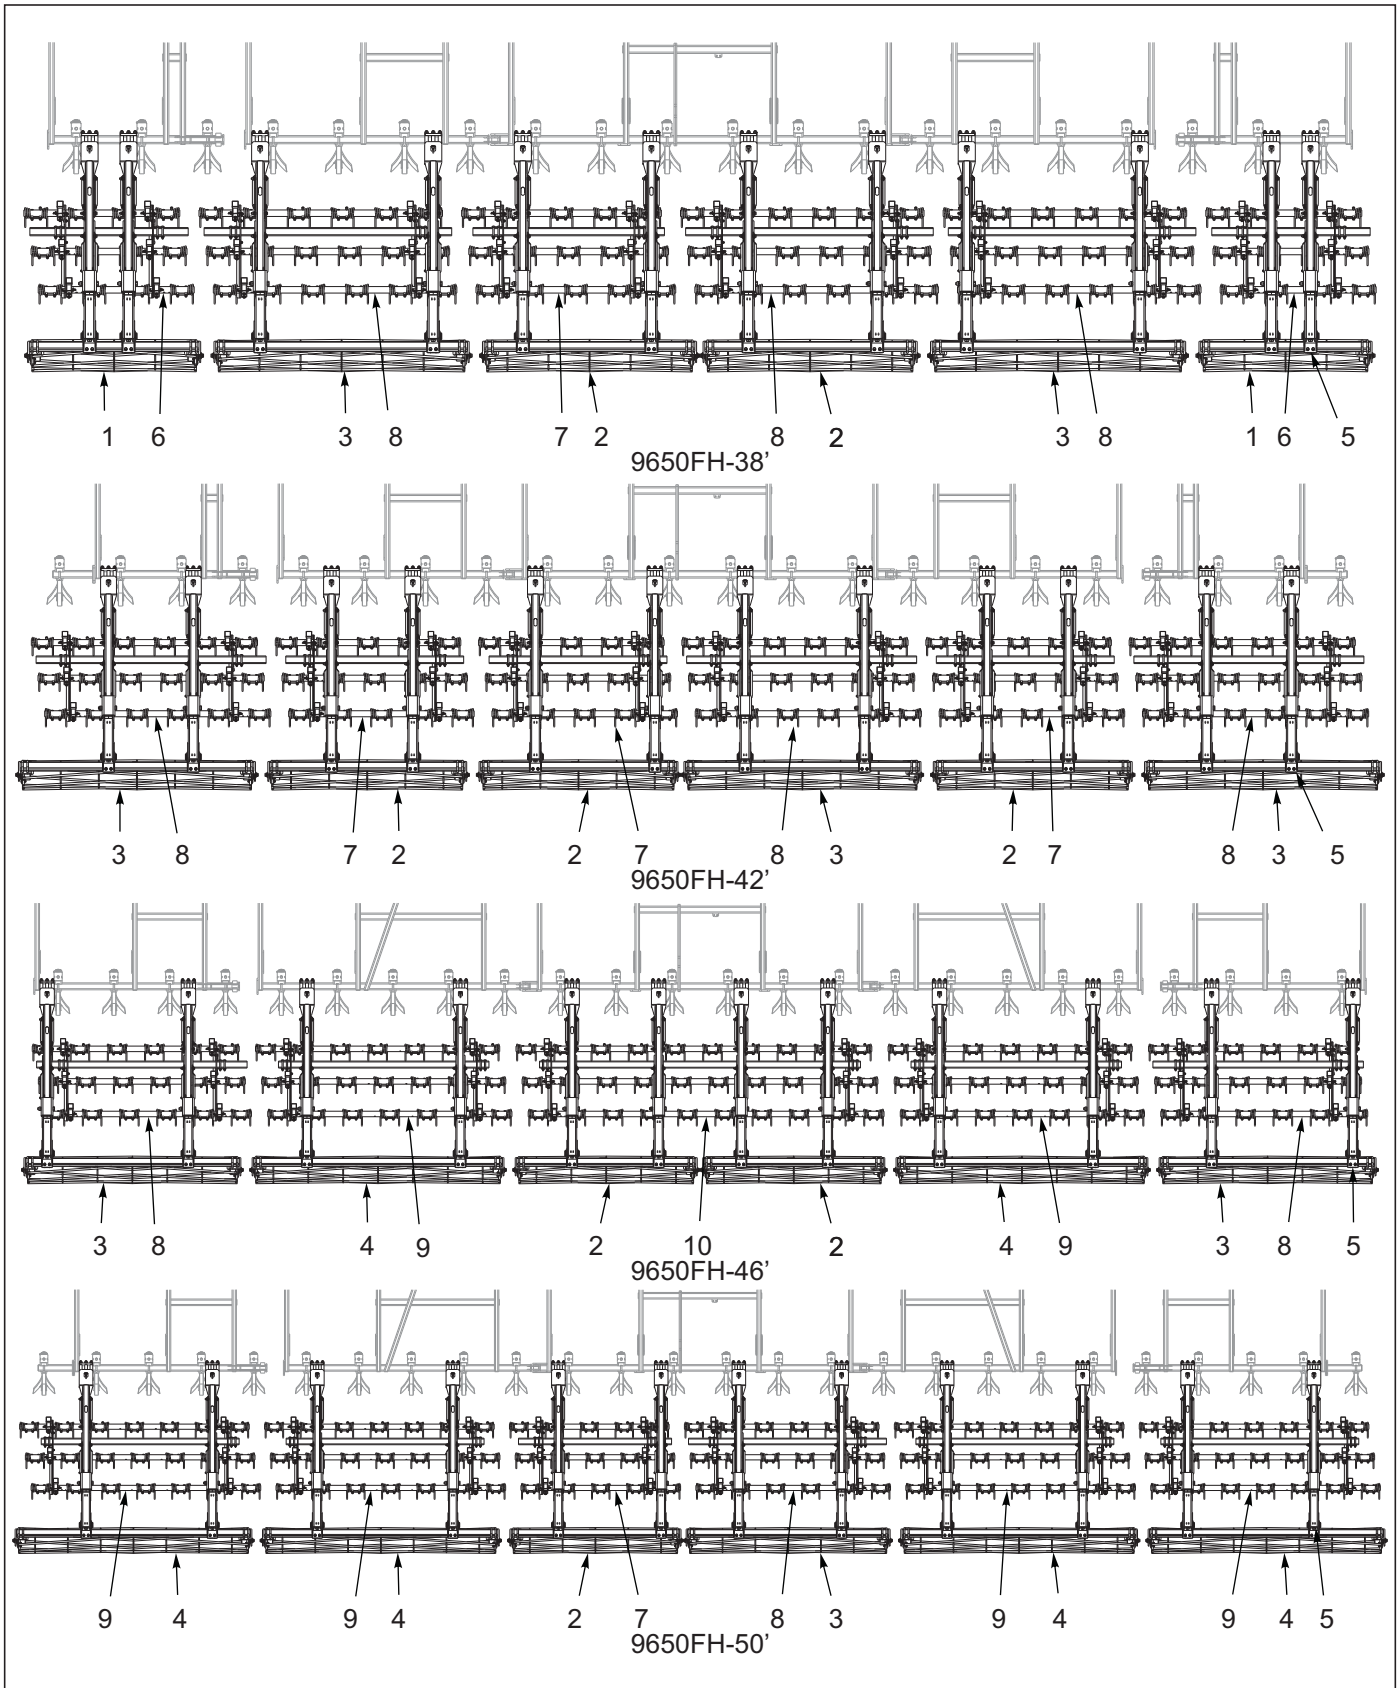 1 6 3 8 7 2 8 2 3 8 1 6 5
9650FH-38’
3 8 7 2 2 7 8 3 2 7 8 3 5
9650FH-42’
3 8 4 9 2 10 2 4 9 3 8 5
9650FH-46’
9 4 9 4 2 7 8 3 9 4 9 4 5
9650FH-50’